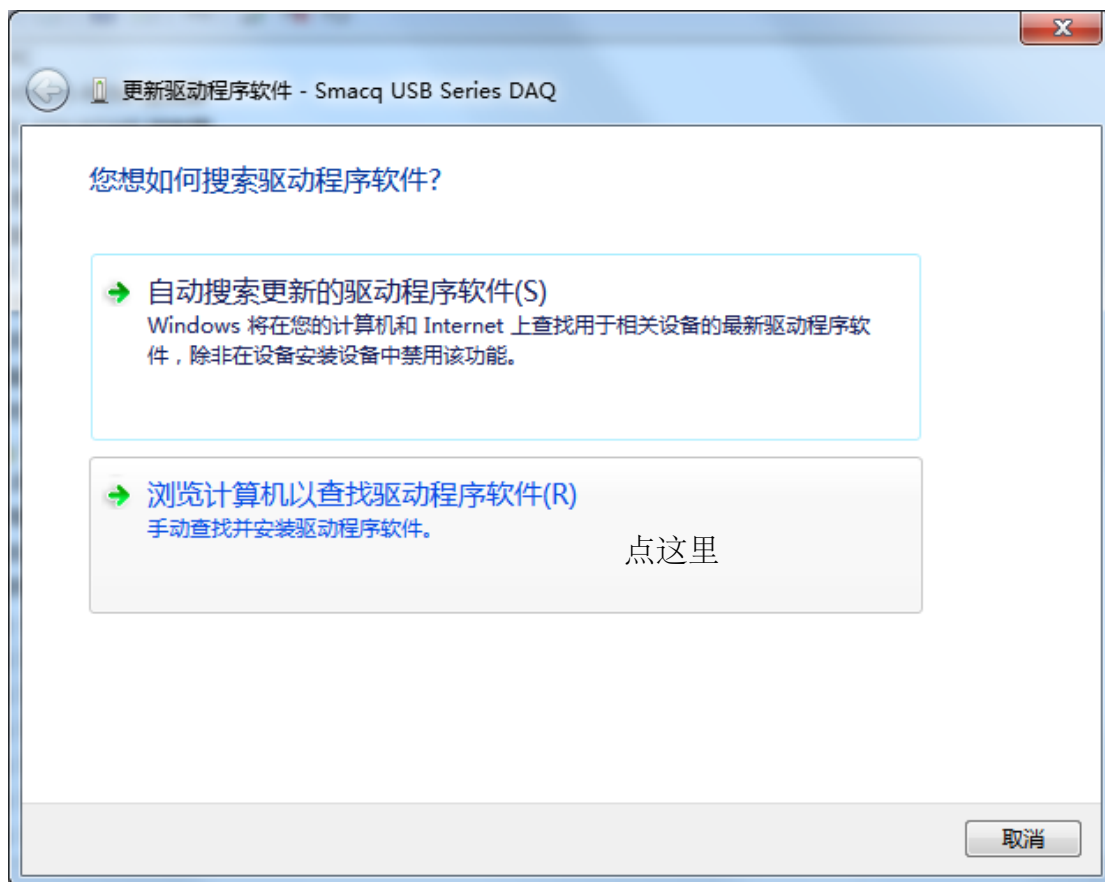 更新驱动程序软件 - Smacq USB Series DAQ
您想如何搜索驱动程序软件?
自动搜索更新的驱动程序软件(S)
Windows 将在您的计算机和 Internet 上查找用于相关设备的最新驱动程序软
件，除非在设备安装设备中禁用该功能。
浏览计算机以查找驱动程序软件(R)
手动查找并安装驱动程序软件。
点这里
取消